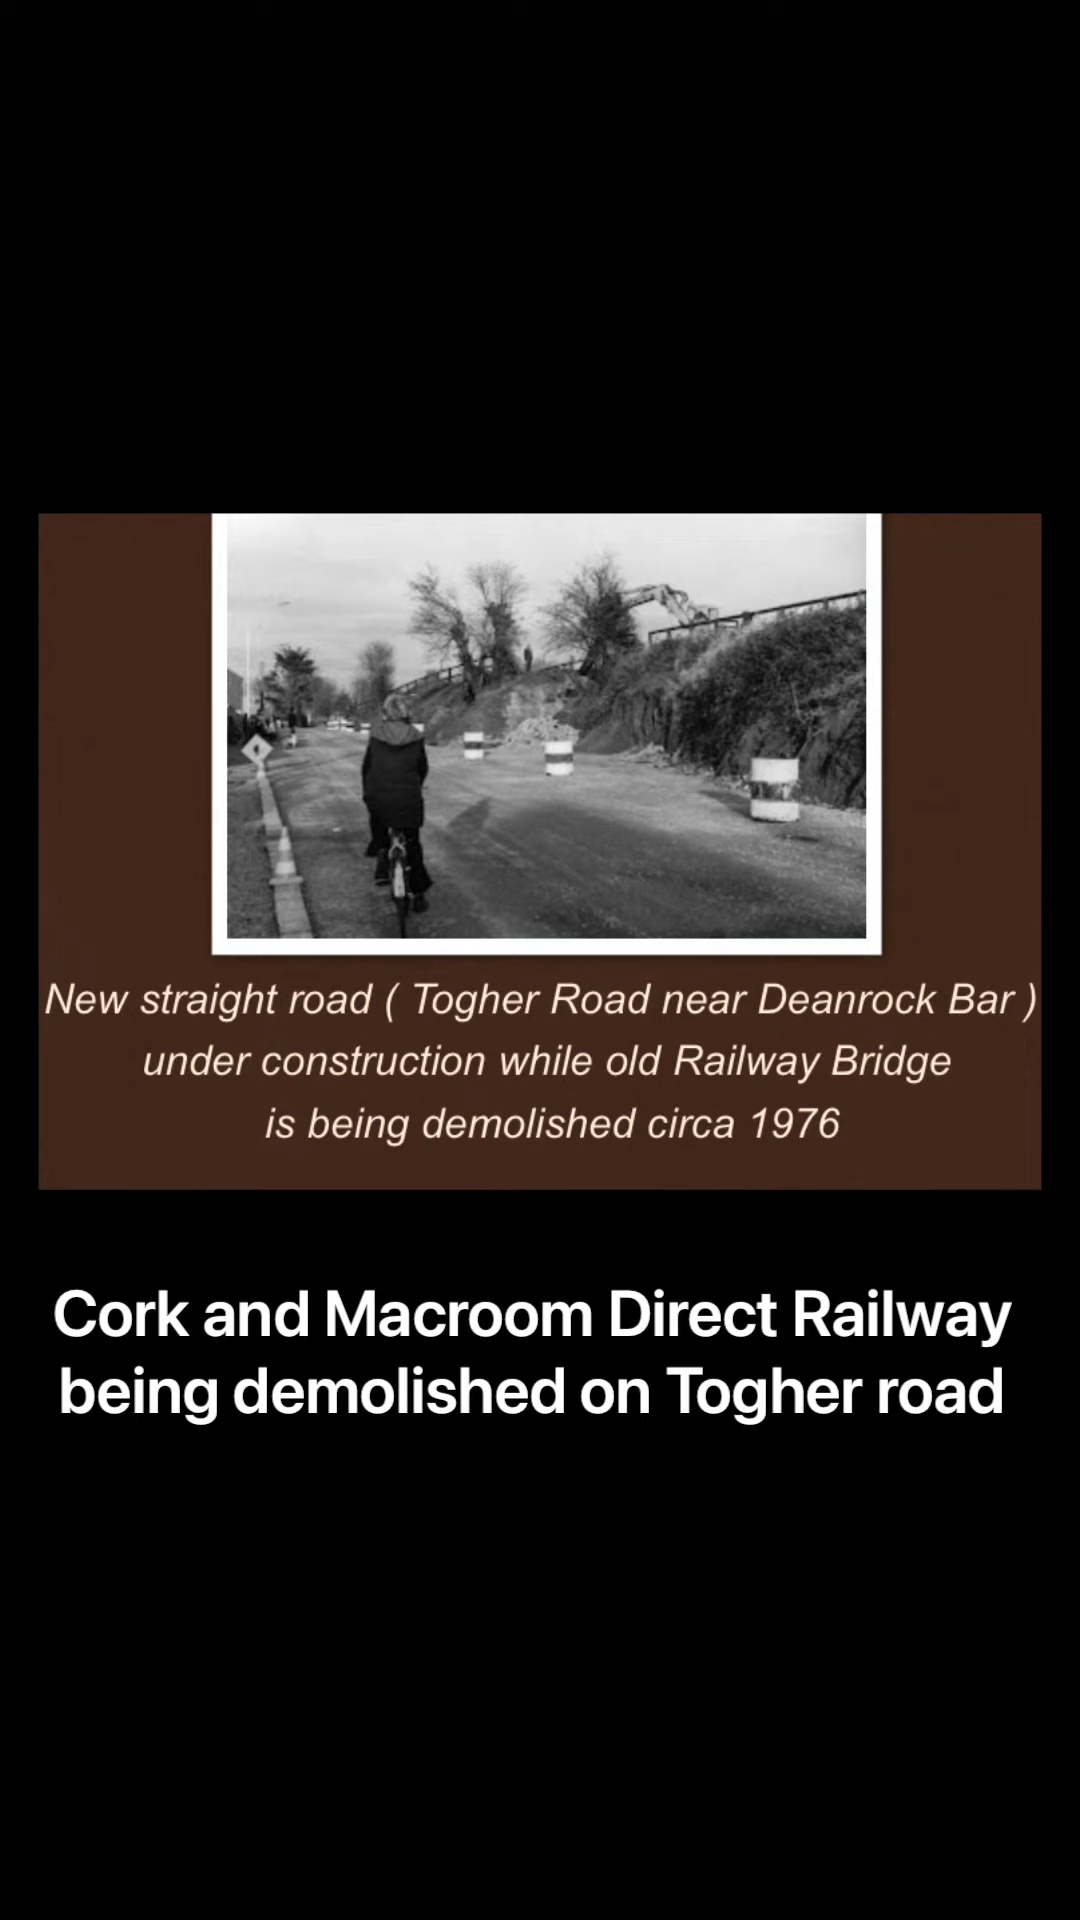 New straight road ( Togher Road near Deanrock Bar )
under construction while old Railway Bridge
is being demolished circa 1976
Cork and Macroom Direct Railway
being demolished on Togher road